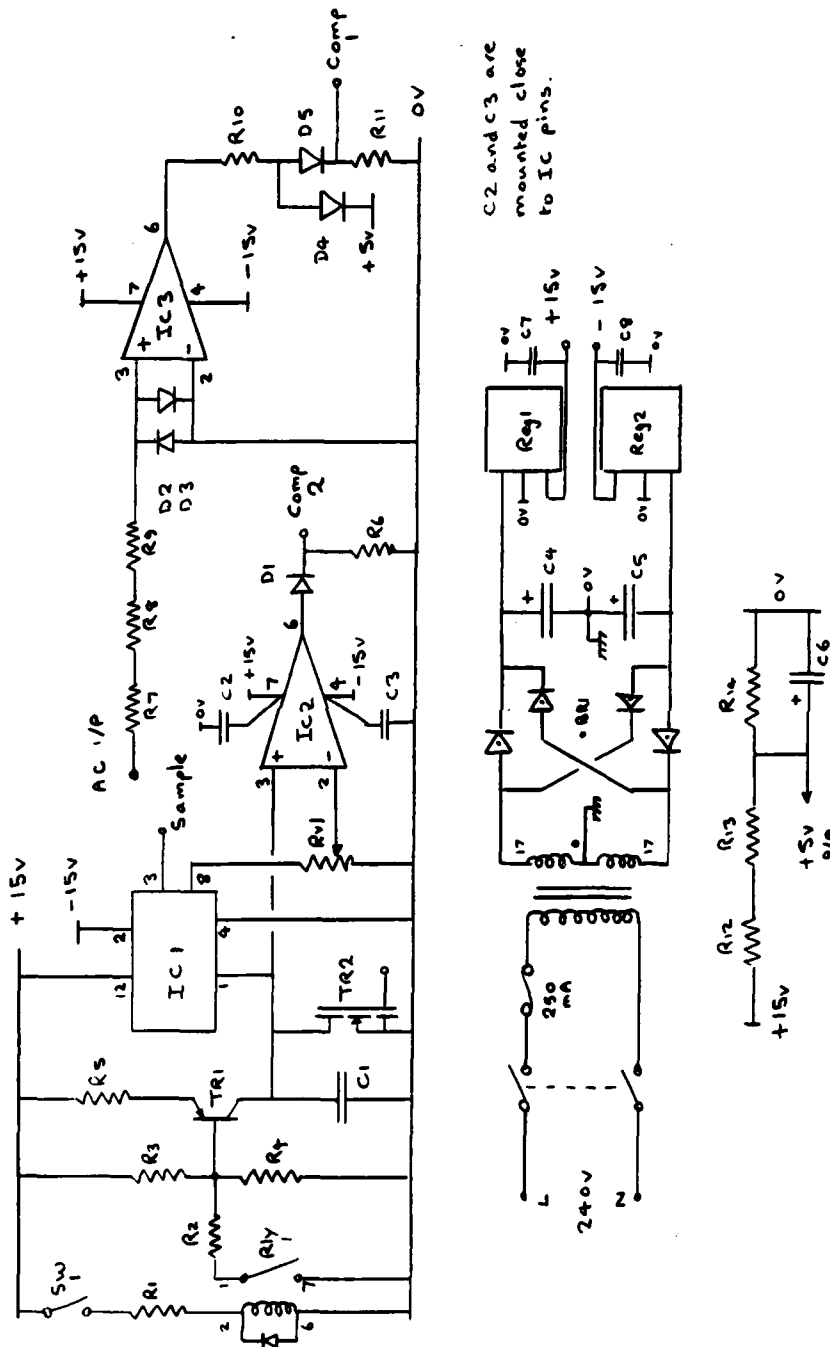 + 15v
SW
1
R1
2
6
R2
1
Rly
1
7
R3
R4
R5
TR1
C1
TR2
-15v
12
2
IC1
3
Sample
8
1
4
Rv1
AC I/P
R7
R8
R9
D2
D3
3
2
+
-
IC2
7
+15v
4
-15v
0v
C2
C3
6
D1
Comp
2
R6
3
2
+
-
IC3
7
+15v
4
-15v
6
R10
D5
D4
+5v
Comp
1
R11
0V
C2 and C3 are
mounted close
to IC pins.
L
240v
N
250
mA
17
0
17
BR1
+
C4
0V
+
C5
0V
Reg1
0V
Reg2
0V
C7
+15V
-15V
C8
0V
+15v
R12
R13
R14
0V
+5v
+
C6